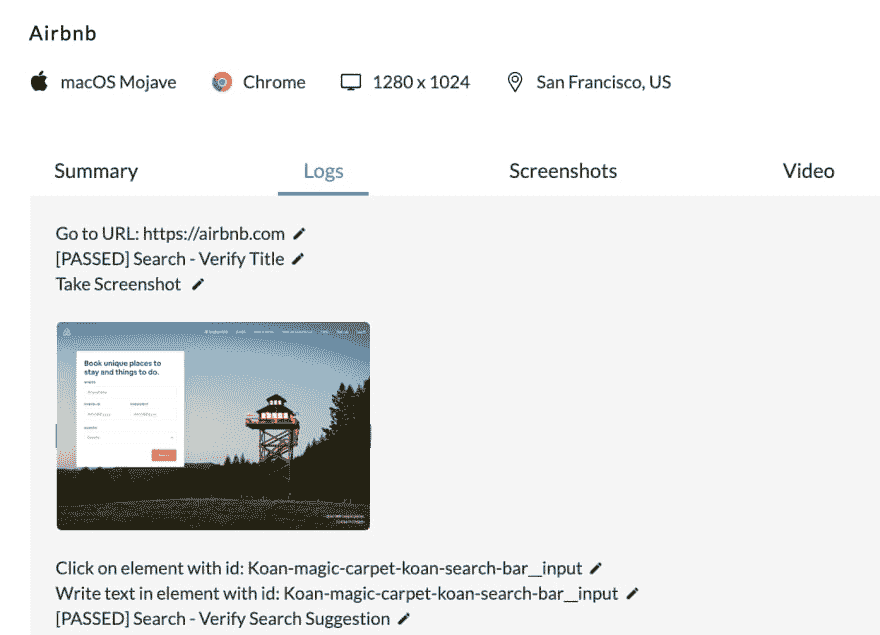 Airbnb
macOS Mojave Chrome 1280 x 1024 San Francisco, US
Summary Logs Screenshots Video
Go to URL: https://airbnb.com
[PASSED] Search - Verify Title
Take Screenshot
Book unique places to
stay and things to do.
Click on element with id: Koan-magic-carpet-koan-search-bar__input
Write text in element with id: Koan-magic-carpet-koan-search-bar__input
[PASSED] Search - Verify Search Suggestion